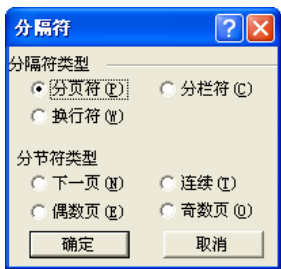 分隔符
分隔符类型
分页符(P) 分栏符(C)
换行符(W)
分节符类型
下一页(N) 连续(T)
偶数页(E) 奇数页(O)
确定 取消